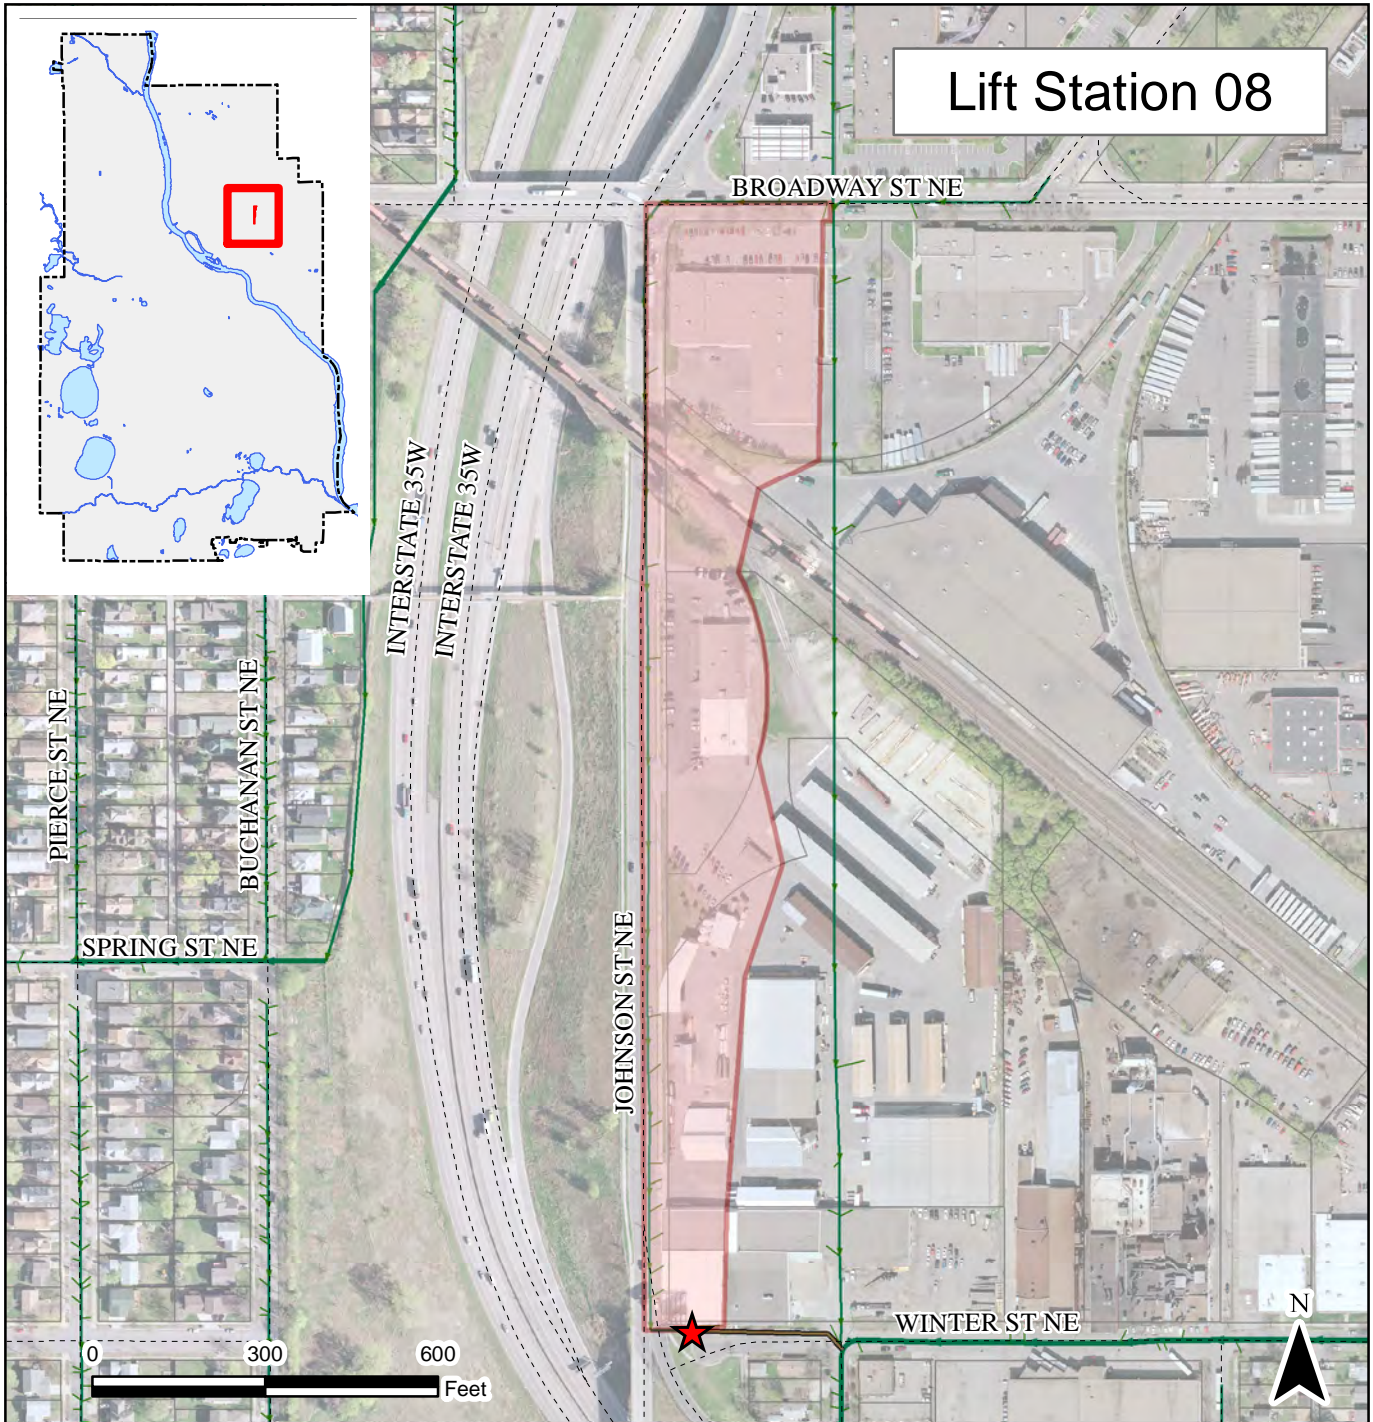 Lift Station 08
BROADWAY ST NE
INTERSTATE 35W
INTERSTATE 35W
PIERCE ST NE
BUCHANAN ST NE
SPRING ST NE
JOHNSON ST NE
WINTER ST NE
N
0 300 600
Feet